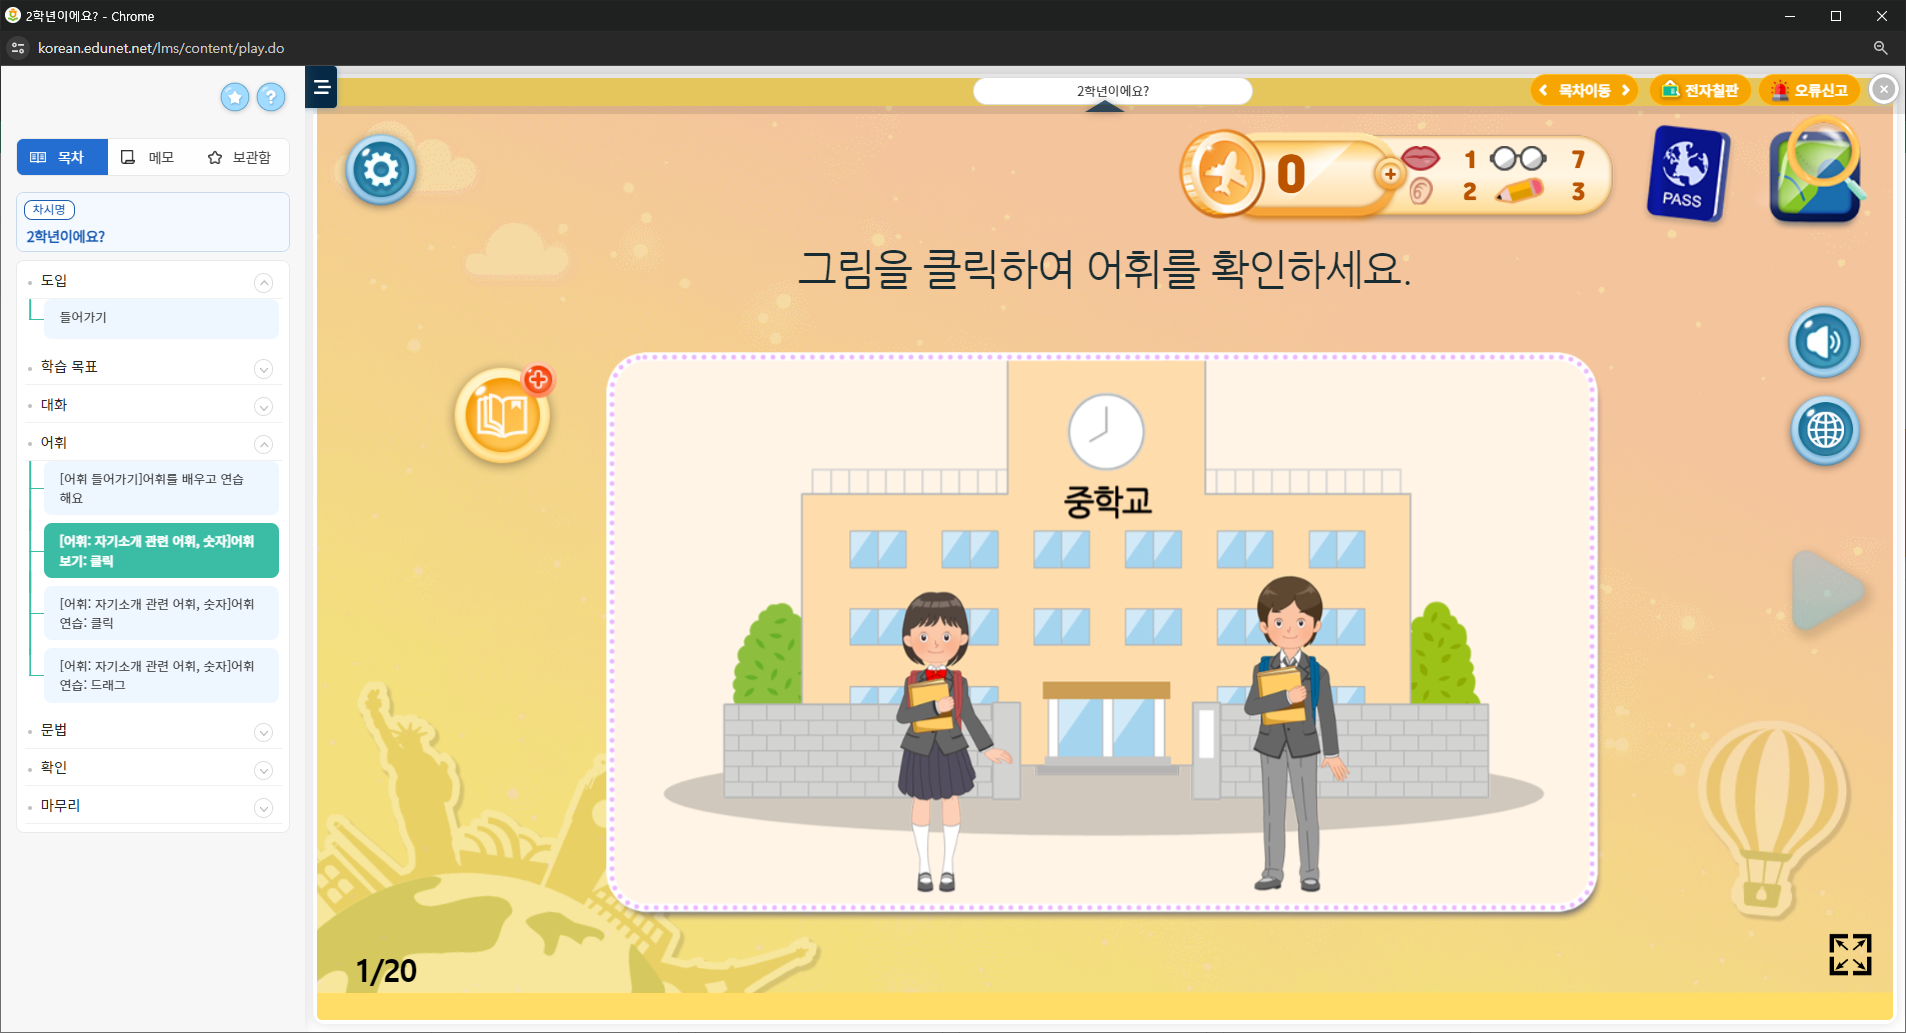 2학년이에요? - Chrome
korean.edunet.net/lms/content/play.do
목차
메모
보관함
차시명
2학년이에요?
도입
들어가기
학습 목표
대화
어휘
[어휘 들어가기]어휘를 배우고 연습
해요
[어휘: 자기소개 관련 어휘, 숫자]어휘
보기: 클릭
[어휘: 자기소개 관련 어휘, 숫자]어휘
연습: 클릭
[어휘: 자기소개 관련 어휘, 숫자]어휘
연습: 드래그
문법
확인
마무리
2학년이에요?
목차이동
전자칠판
오류신고
0
1
7
2
3
PASS
그림을 클릭하여 어휘를 확인하세요.
중학교
1/20